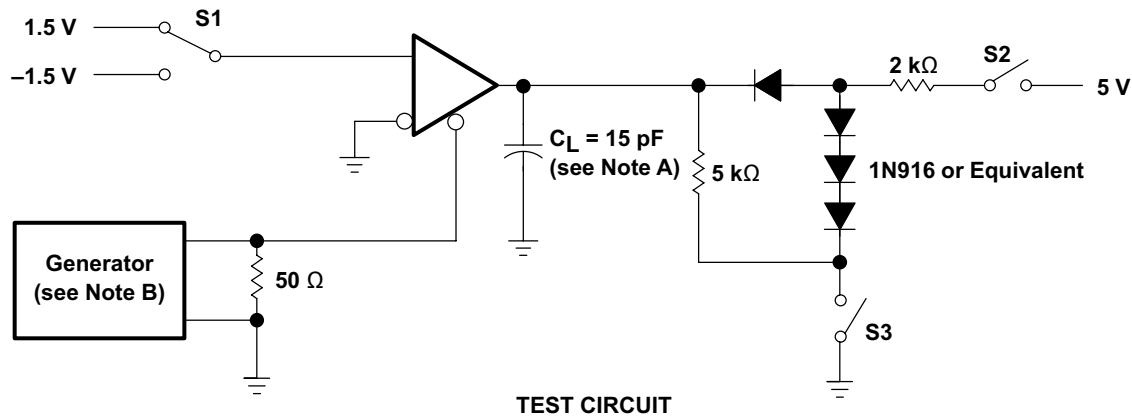 1.5 V
S1
–1.5 V
CL = 15 pF
(see Note A)
2 kΩ
S2
5 V
5 kΩ
1N916 or Equivalent
Generator
(see Note B)
50 Ω
S3
TEST CIRCUIT